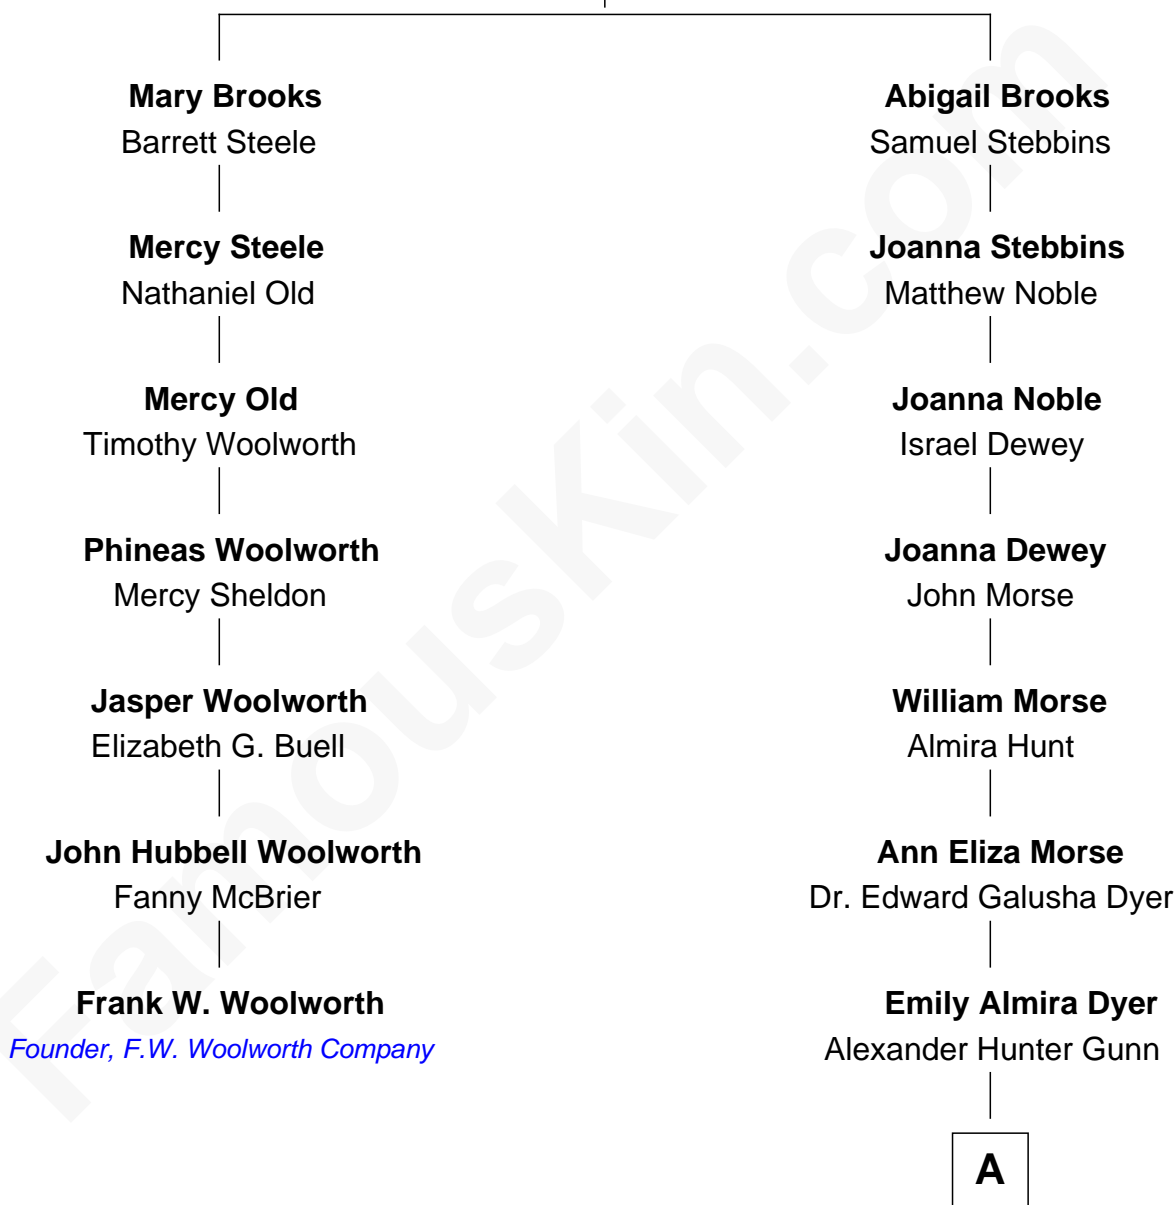 Mary Brooks
Barrett Steele
Mercy Steele
Nathaniel Old
Mercy Old
Timothy Woolworth
Phineas Woolworth
Mercy Sheldon
Jasper Woolworth
Elizabeth G. Buell
John Hubbell Woolworth
Fanny McBrier
Frank W. Woolworth
Founder, F.W. Woolworth Company
Abigail Brooks
Samuel Stebbins
Joanna Stebbins
Matthew Noble
Joanna Noble
Israel Dewey
Joanna Dewey
John Morse
William Morse
Almira Hunt
Ann Eliza Morse
Dr. Edward Galusha Dyer
Emily Almira Dyer
Alexander Hunter Gunn
A
FamousKin.com